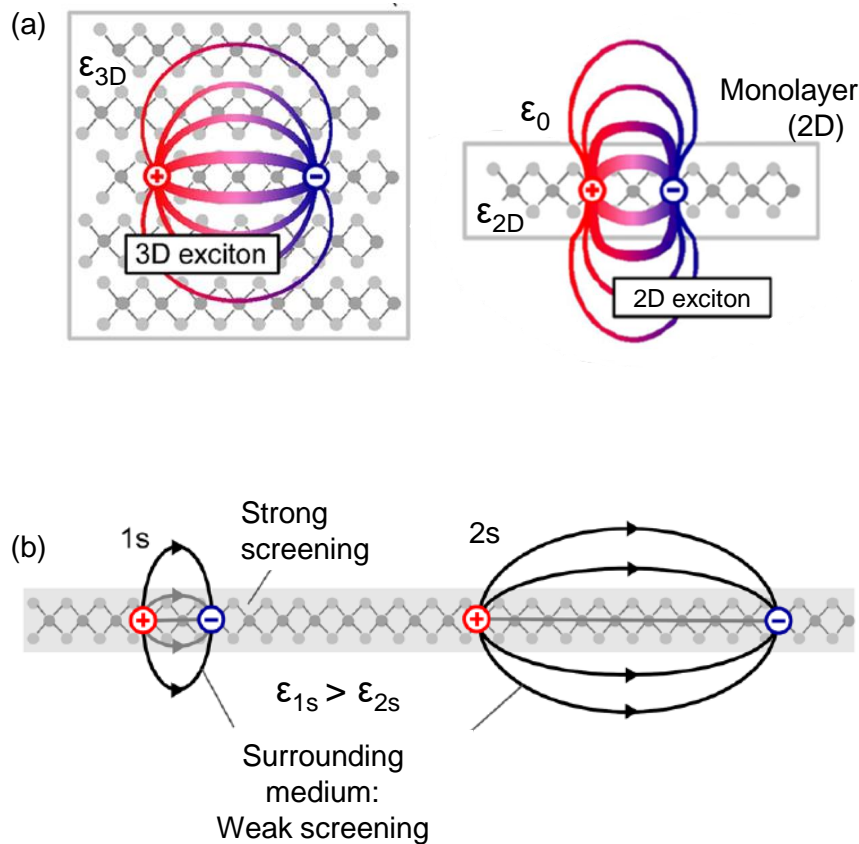 (a)
ε3D
3D exciton
ε0
Monolayer
(2D)
ε2D
2D exciton
(b)
1s
Strong
screening
2s
ε1s > ε2s
Surrounding
medium:
Weak screening